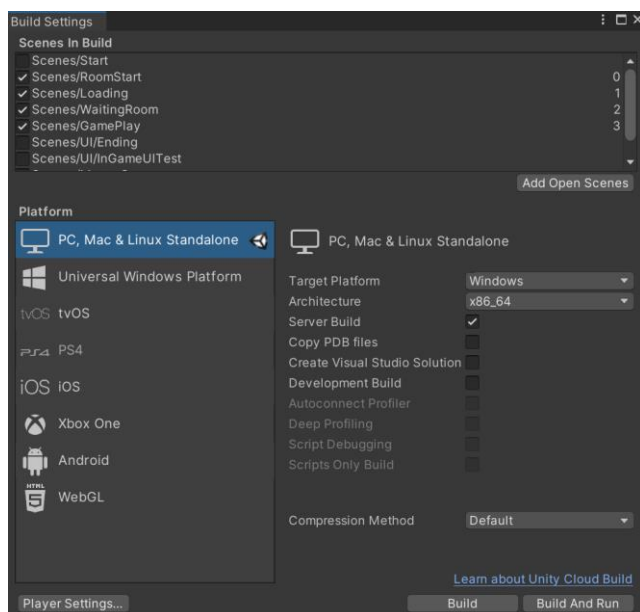 Build Settings
Scenes In Build
Scenes/Start
Scenes/RoomStart 0
Scenes/Loading 1
Scenes/WaitingRoom 2
Scenes/GamePlay 3
Scenes/UI/Ending
Scenes/UI/InGameUITest
Add Open Scenes
Platform
PC, Mac & Linux Standalone
Universal Windows Platform
tvOS tvOS
PS4 PS4
iOS iOS
Xbox One
Android
HTML 5 WebGL
PC, Mac & Linux Standalone
Target Platform Windows
Architecture x86_64
Server Build
Copy PDB files
Create Visual Studio Solution
Development Build
Autoconnect Profiler
Deep Profiling
Script Debugging
Scripts Only Build
Compression Method Default
Learn about Unity Cloud Build
Player Settings... Build Build And Run